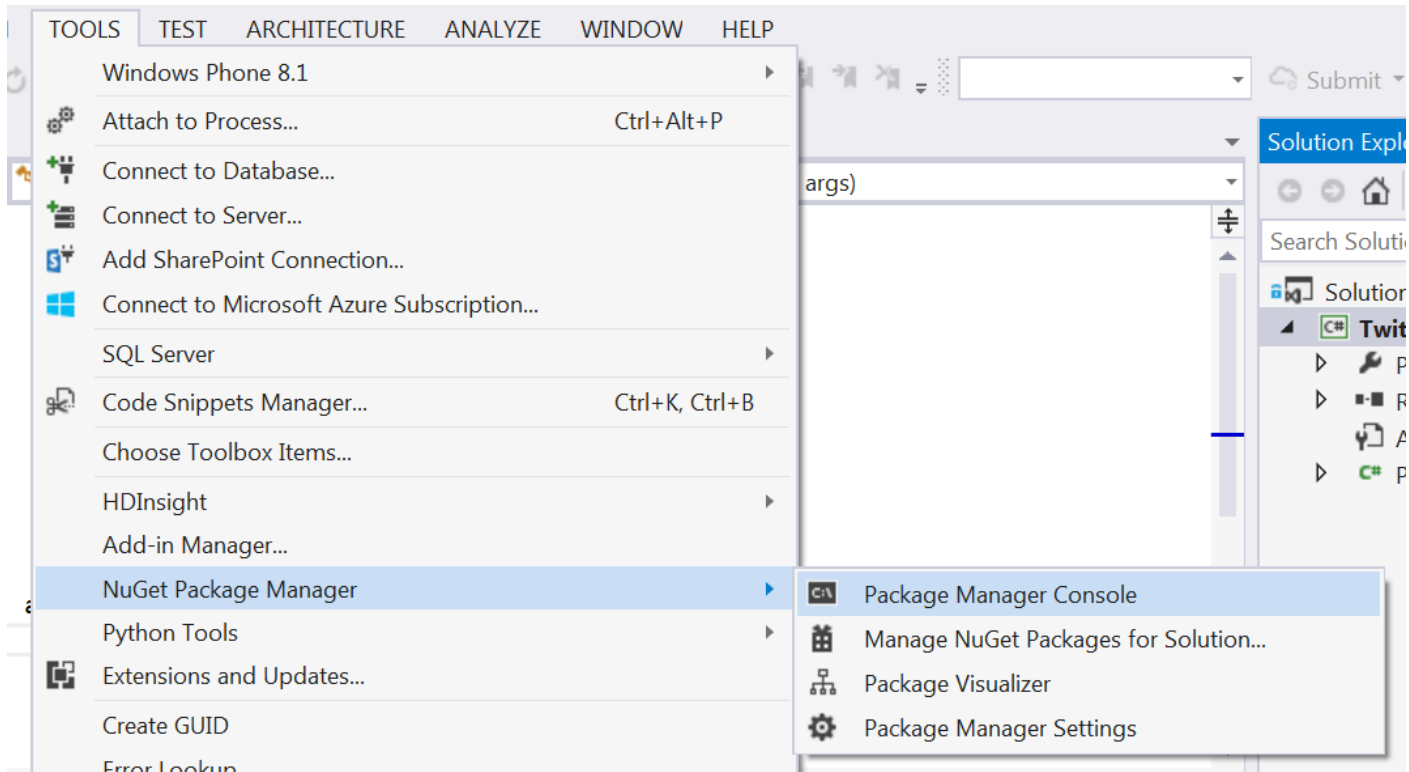 TOOLS TEST ARCHITECTURE ANALYZE WINDOW HELP
Windows Phone 8.1
Submit
Attach to Process... Ctrl+Alt+P
Solution Explo
Connect to Database...
args)
Connect to Server...
Search Soluti
Add SharePoint Connection...
Connect to Microsoft Azure Subscription...
Solution
C# Twit
SQL Server
P
Code Snippets Manager... Ctrl+K, Ctrl+B
R
A
Choose Toolbox Items...
C# P
HDInsight
Add-in Manager...
NuGet Package Manager
C:\ Package Manager Console
Python Tools
Manage NuGet Packages for Solution...
Extensions and Updates...
Package Visualizer
Create GUID
Package Manager Settings
Error Lookup